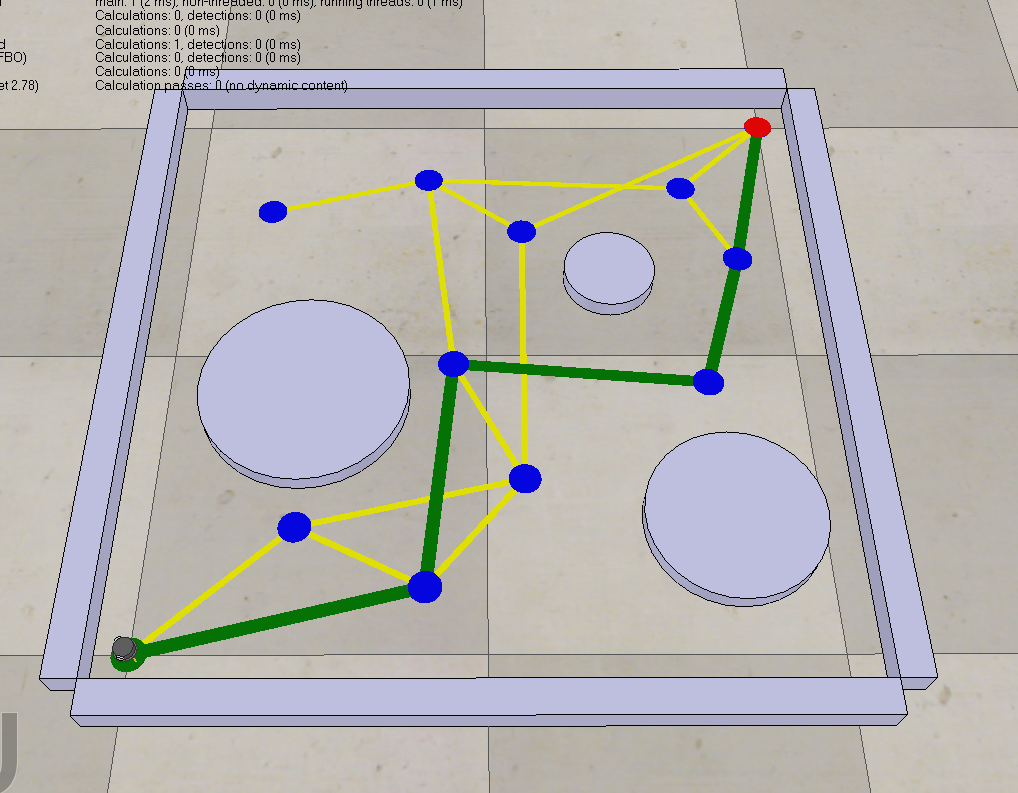 main: 1 (2 ms), non-threaded: 0 (0 ms), running threads: 0 (1 ms)
Calculations: 0, detections: 0 (0 ms)
Calculations: 0 (0 ms)
d Calculations: 1, detections: 0 (0 ms)
FBO) Calculations: 0, detections: 0 (0 ms)
Calculations: 0 (0 ms)
et 2.78) Calculation passes: 0 (no dynamic content)